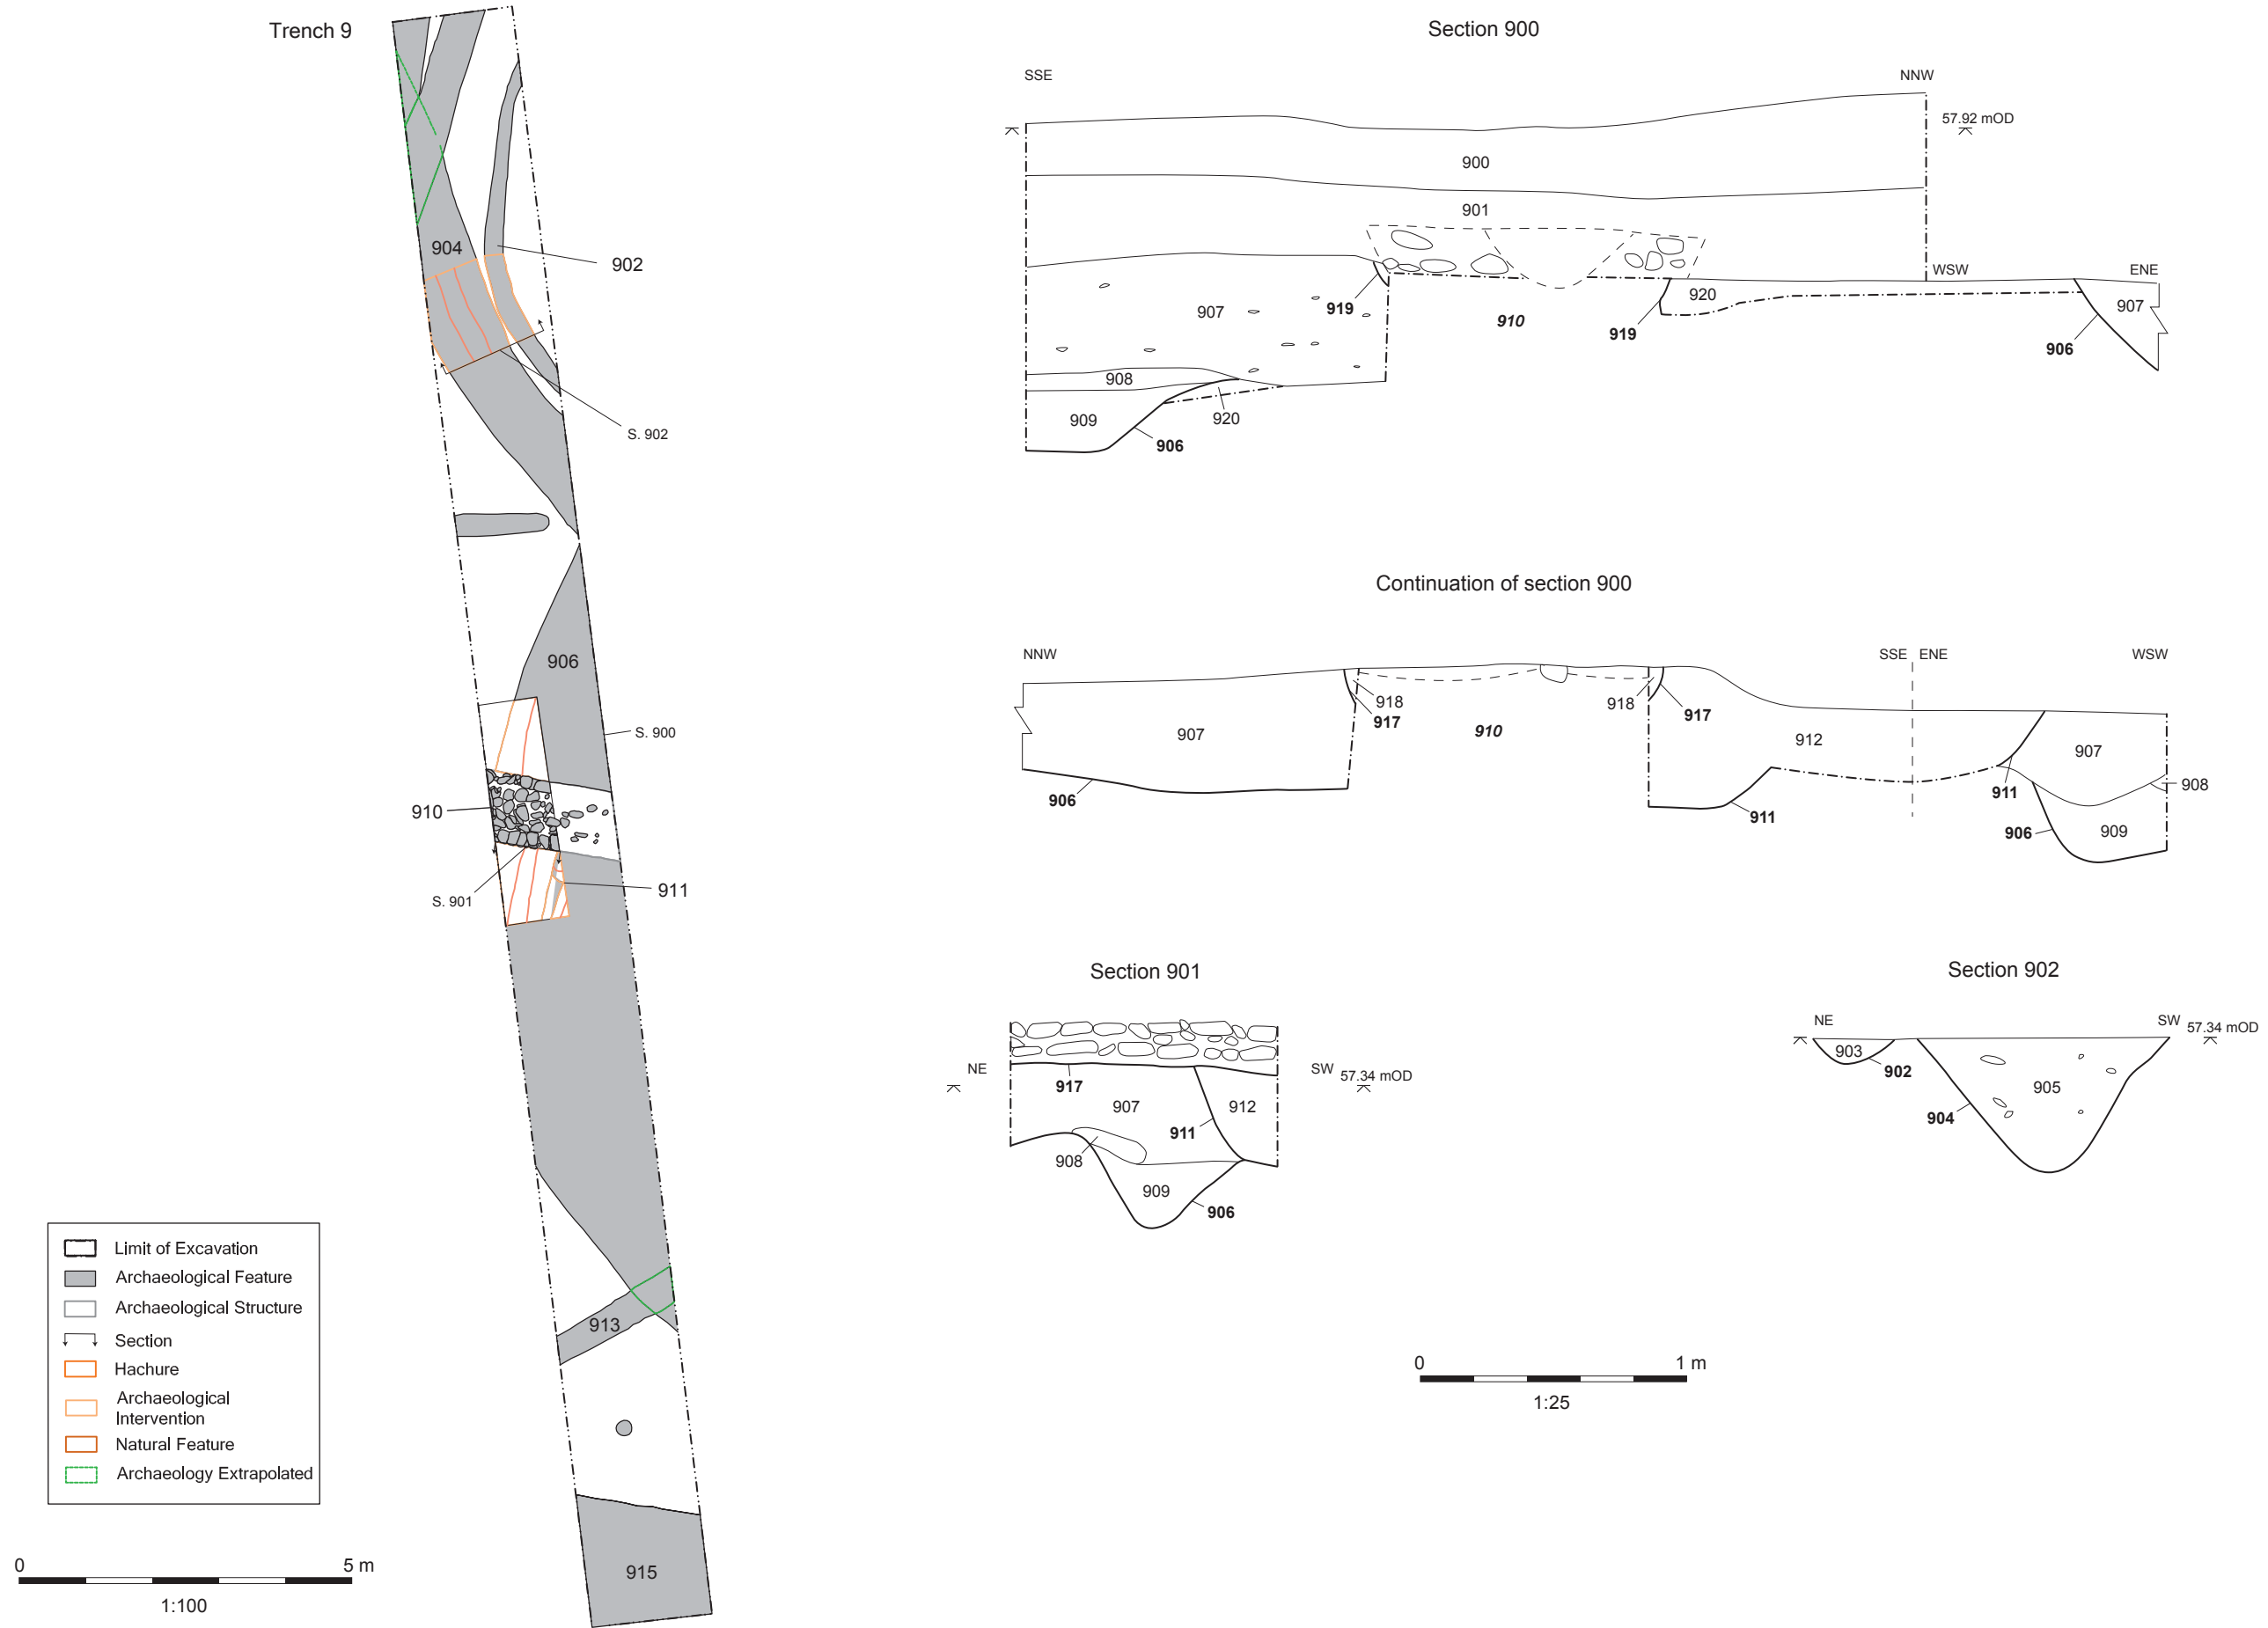 Trench 9
904
902
S. 902
906
S. 900
910
911
S. 901
913
915
Limit of Excavation
Archaeological Feature
Archaeological Structure
Section
Hachure
Archaeological
Intervention
Natural Feature
Archaeology Extrapolated
0 5 m
1:100
Section 900
SSE NNW
57.92 mOD
900
901
WSW ENE
907 919 910 919 920 907
906
908
909 920
906
Continuation of section 900
NNW SSE ENE WSW
918 918
917 917
907 910 912 907
908
906 911 911
906 909
Section 901
NE SW 57.34 mOD
917
907 912
911
908
909
906
Section 902
NE SW 57.34 mOD
903
902
905
904
0 1 m
1:25